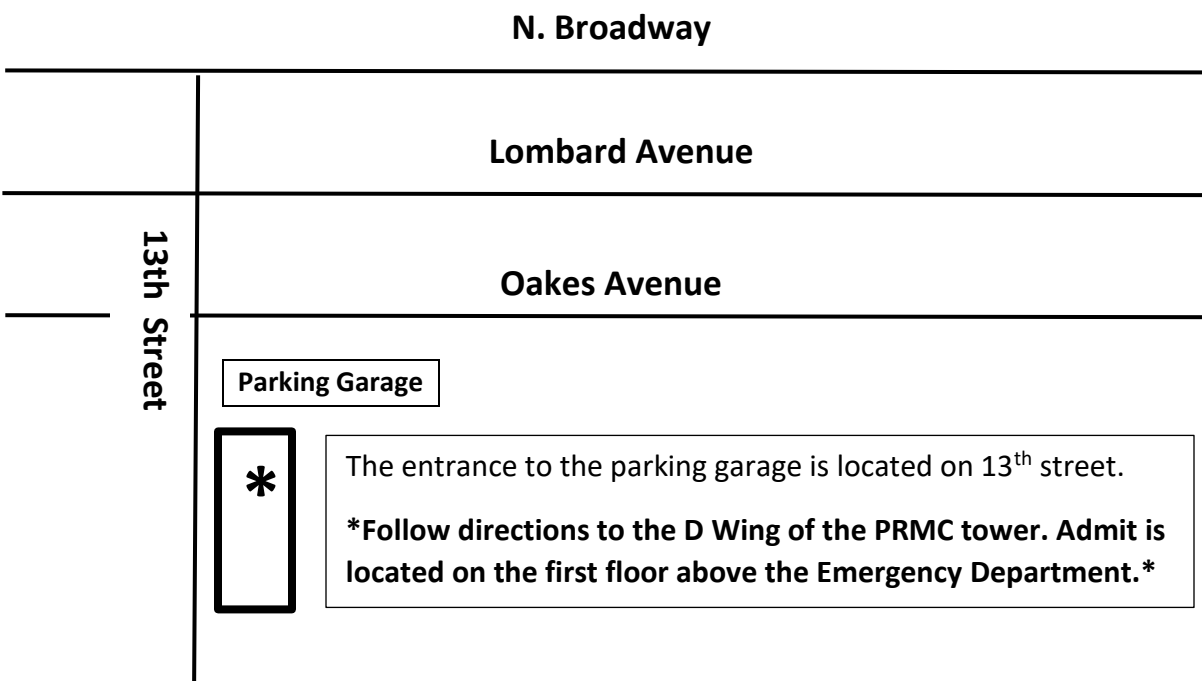 N. Broadway
Lombard Avenue
13th Street
Oakes Avenue
Parking Garage
*
The entrance to the parking garage is located on 13th street.
*Follow directions to the D Wing of the PRMC tower. Admit is
located on the first floor above the Emergency Department.*